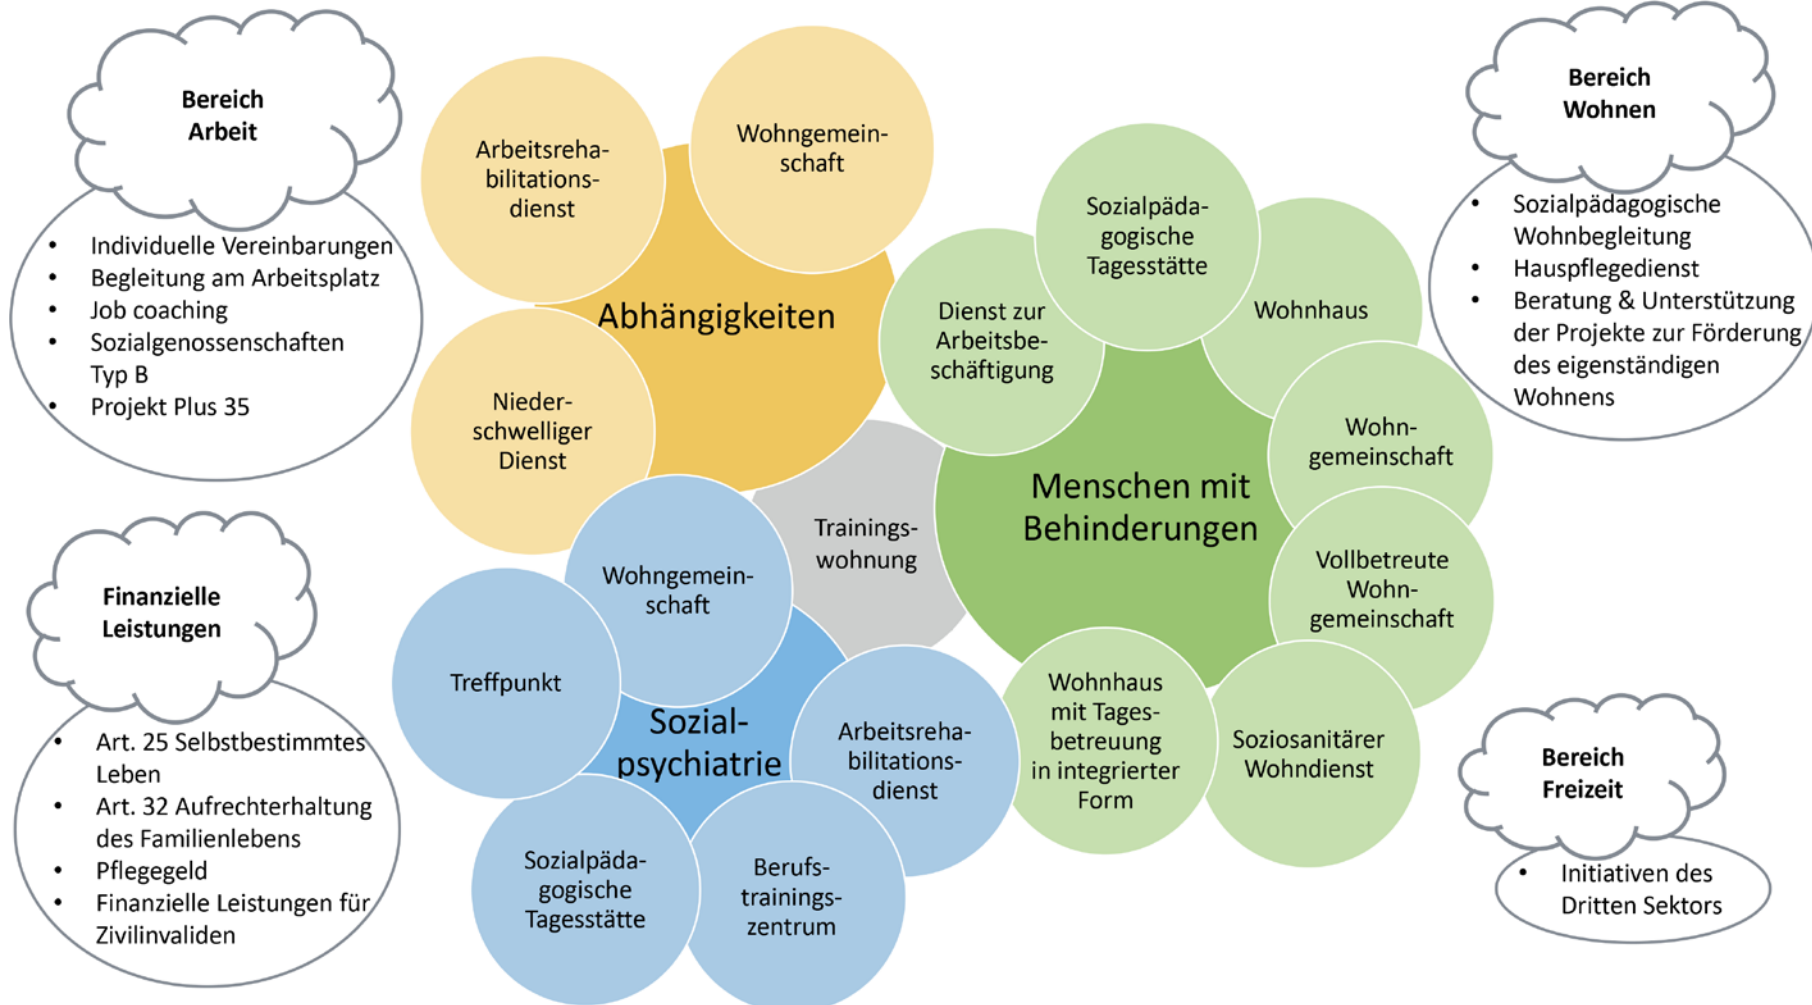 Bereich
Arbeit
• Individuelle Vereinbarungen
• Begleitung am Arbeitsplatz
• Job coaching
• Sozialgenossenschaften
Typ B
• Projekt Plus 35
Finanzielle
Leistungen
• Art. 25 Selbstbestimmtes
Leben
• Art. 32 Aufrechterhaltung
des Familienlebens
• Pflegegeld
• Finanzielle Leistungen für
Zivilinvaliden
Arbeitsreha-
bilitations-
dienst
Wohngemein-
schaft
Abhängigkeiten
Nieder-
schwelliger
Dienst
Trainings-
wohnung
Wohngemein-
schaft
Treffpunkt
Sozial-
psychiatrie
Arbeitsreha-
bilitations-
dienst
Sozialpäda-
gogische
Tagesstätte
Berufs-
trainings-
zentrum
Sozialpäda-
gogische
Tagesstätte
Dienst zur
Arbeitsbe-
schäftigung
Wohnhaus
Menschen mit
Behinderungen
Wohn-
gemeinschaft
Vollbetreute
Wohn-
gemeinschaft
Wohnhaus
mit Tages-
betreuung
in integrierter
Form
Soziosanitärer
Wohndienst
Bereich
Wohnen
• Sozialpädagogische
Wohnbegleitung
• Hauspflegedienst
• Beratung & Unterstützung
der Projekte zur Förderung
des eigenständigen
Wohnens
Bereich
Freizeit
• Initiativen des
Dritten Sektors